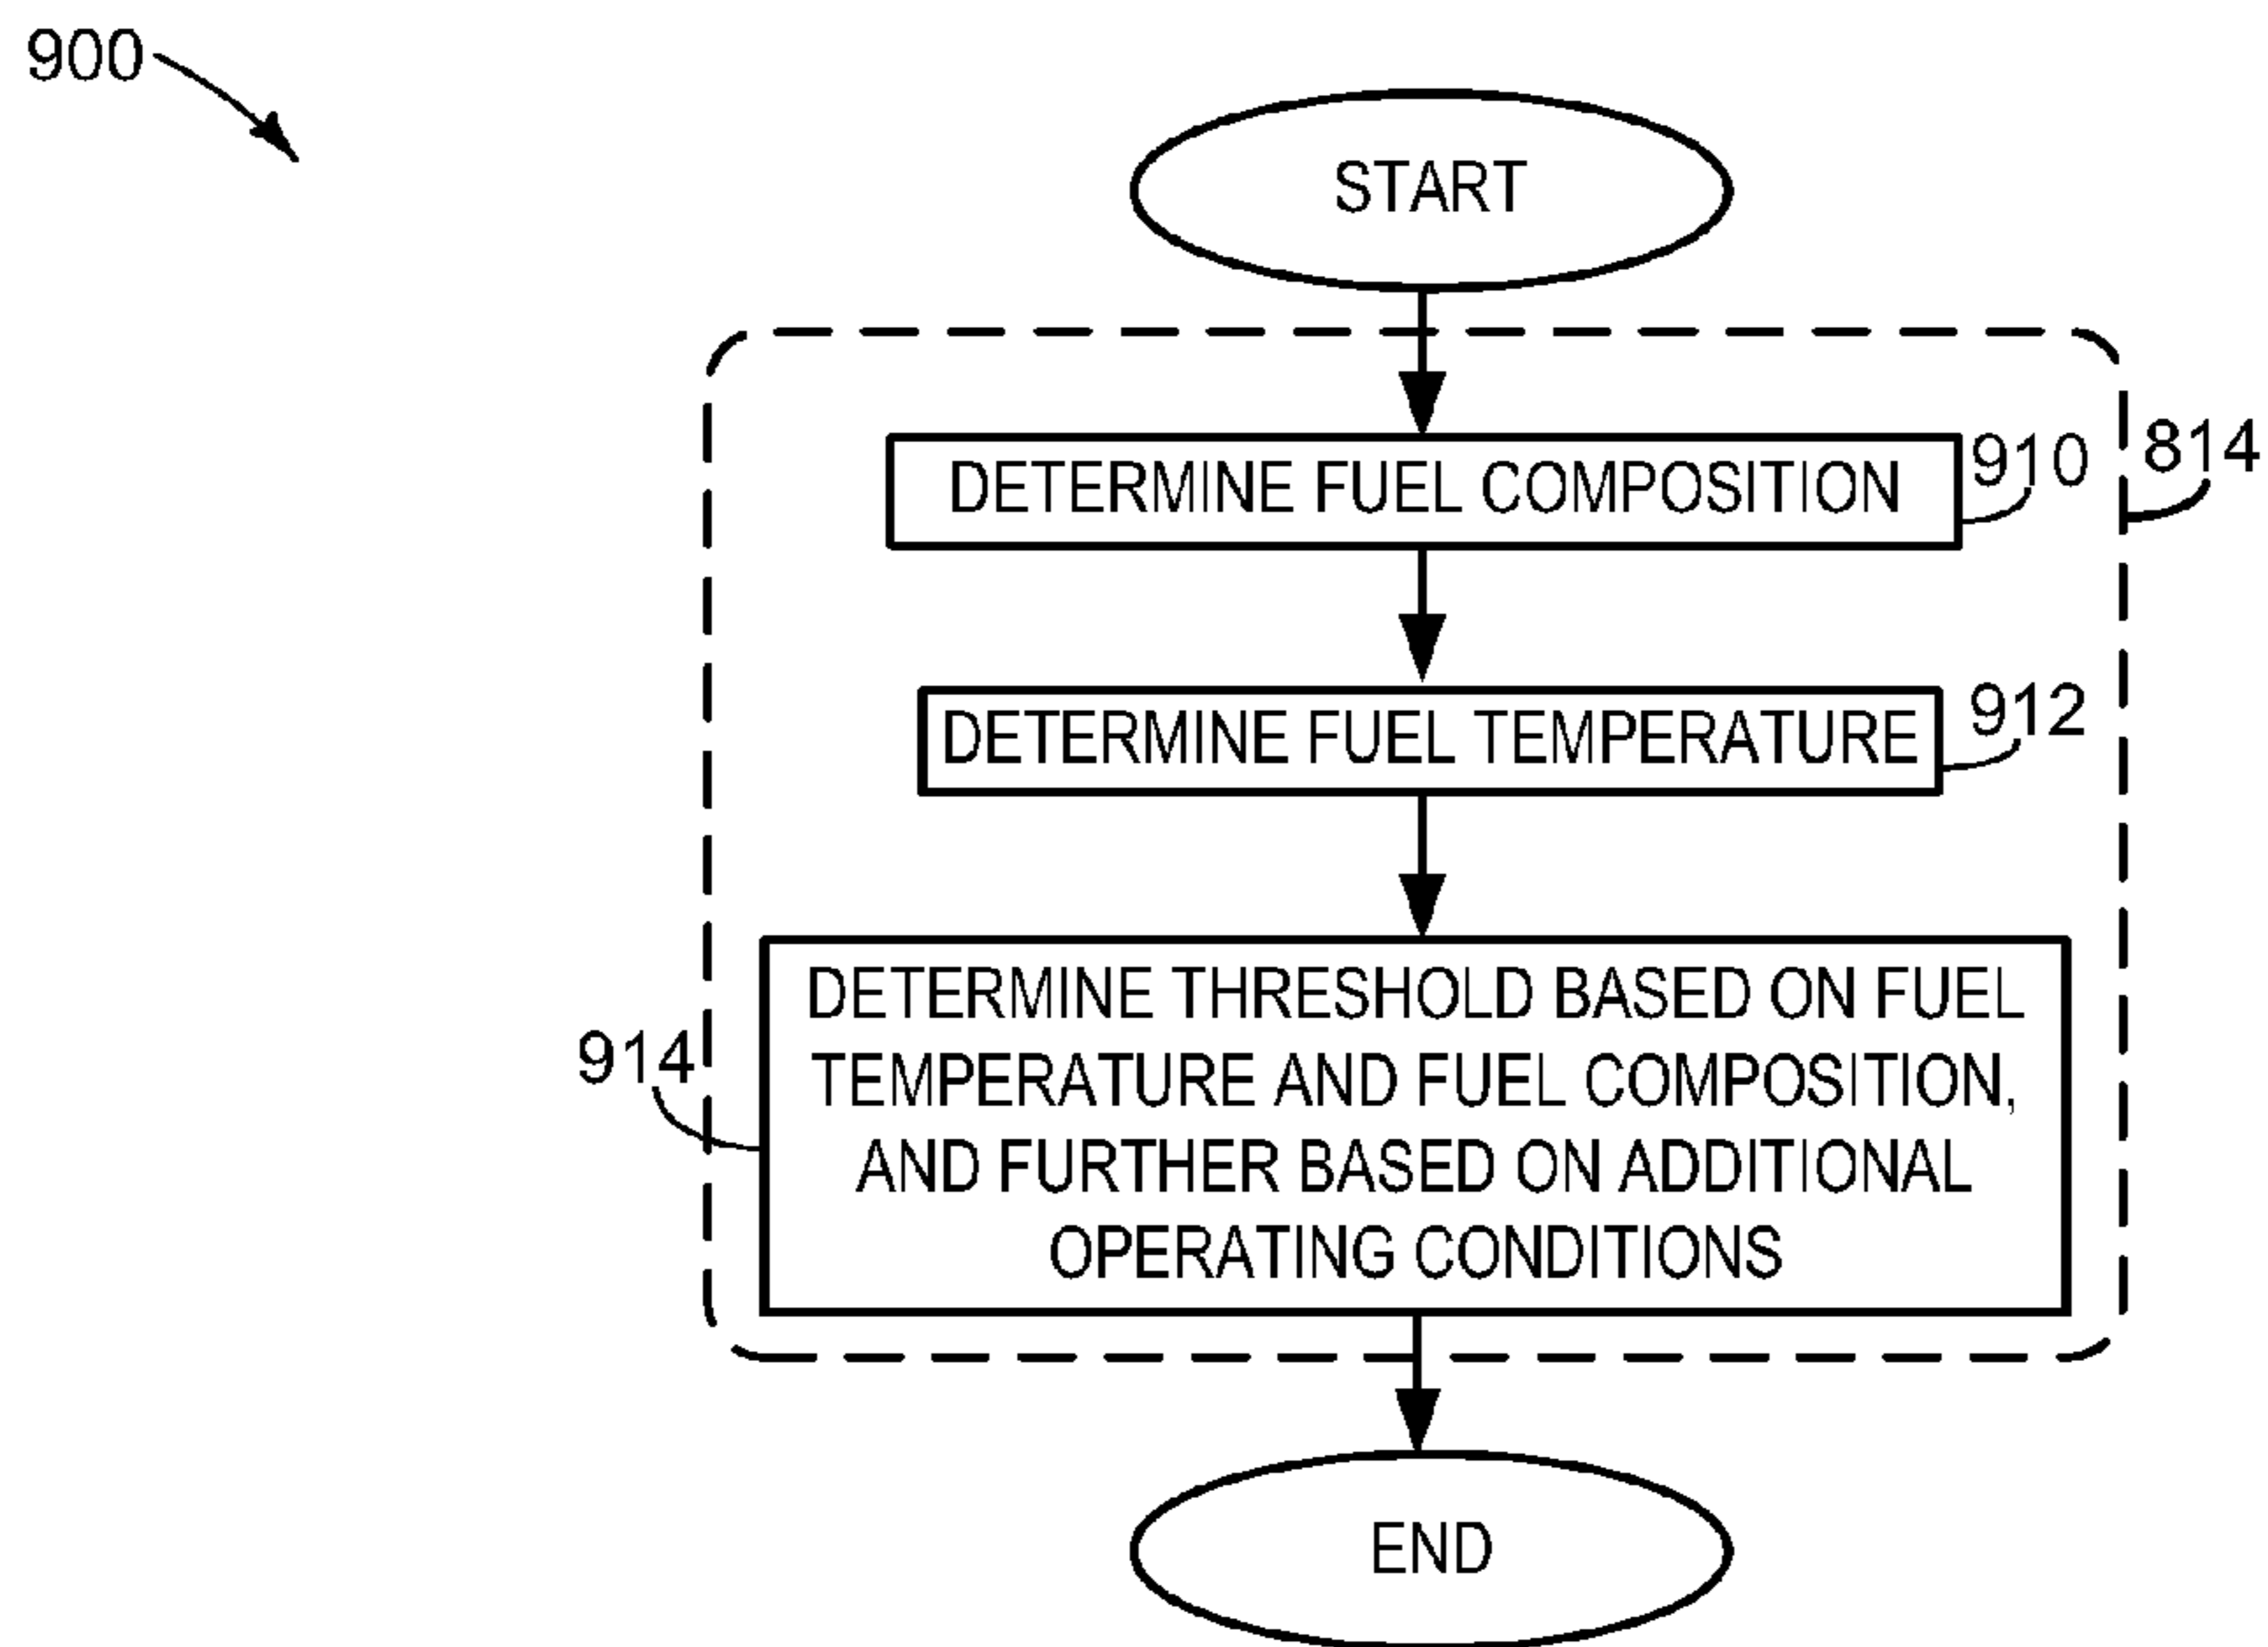 900
START
DETERMINE FUEL COMPOSITION
910
814
DETERMINE FUEL TEMPERATURE
912
DETERMINE THRESHOLD BASED ON FUEL
TEMPERATURE AND FUEL COMPOSITION,
AND FURTHER BASED ON ADDITIONAL
OPERATING CONDITIONS
914
END